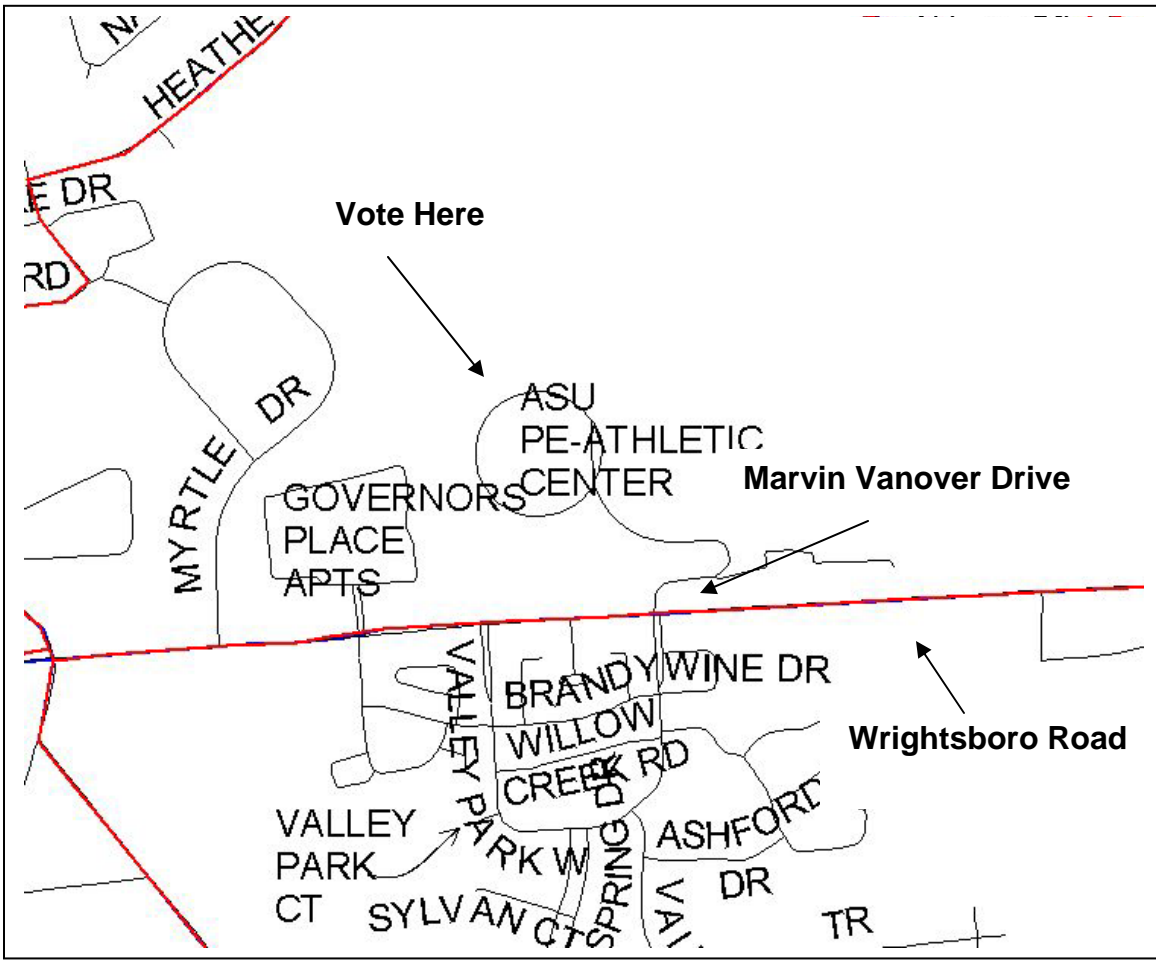 HEATHE
E DR
RD
Vote Here
MYRTLE DR
ASU
PE-ATHLETIC
CENTER
Marvin Vanover Drive
GOVERNORS
PLACE
APTS
BRANDYWINE DR
WILLOW
CREEK RD
Wrightsboro Road
VALLEY PARK W
SPRING DR
ASHFORD
DR
VALLEY
PARK
CT
SYLVAN CT
TR